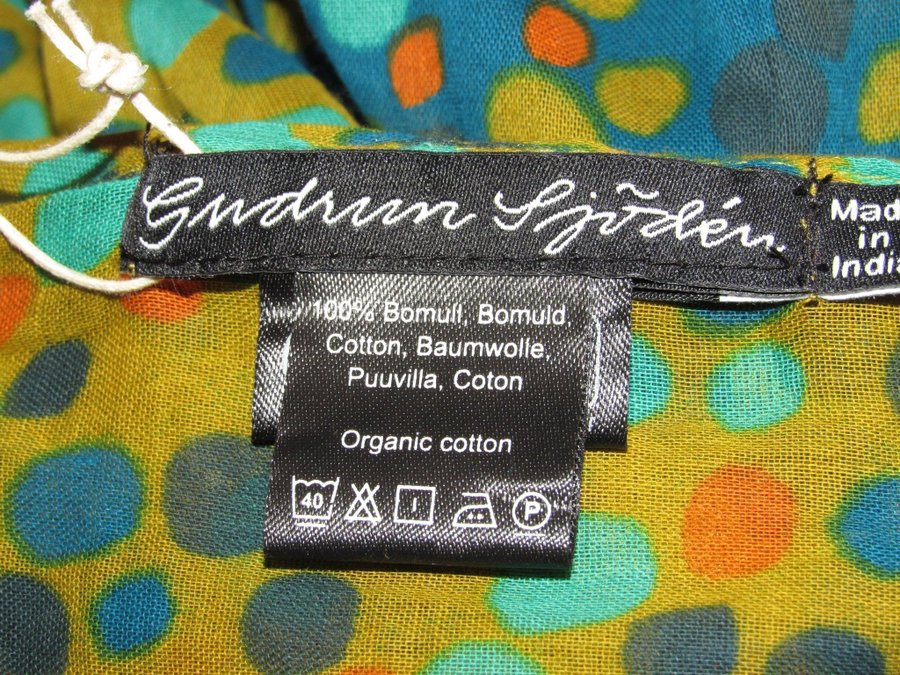 Gudrun Sjödén.
Made
in
India
100% Bomull, Bomuld,
Cotton, Baumwolle,
Puuvilla, Coton
Organic cotton
40
P